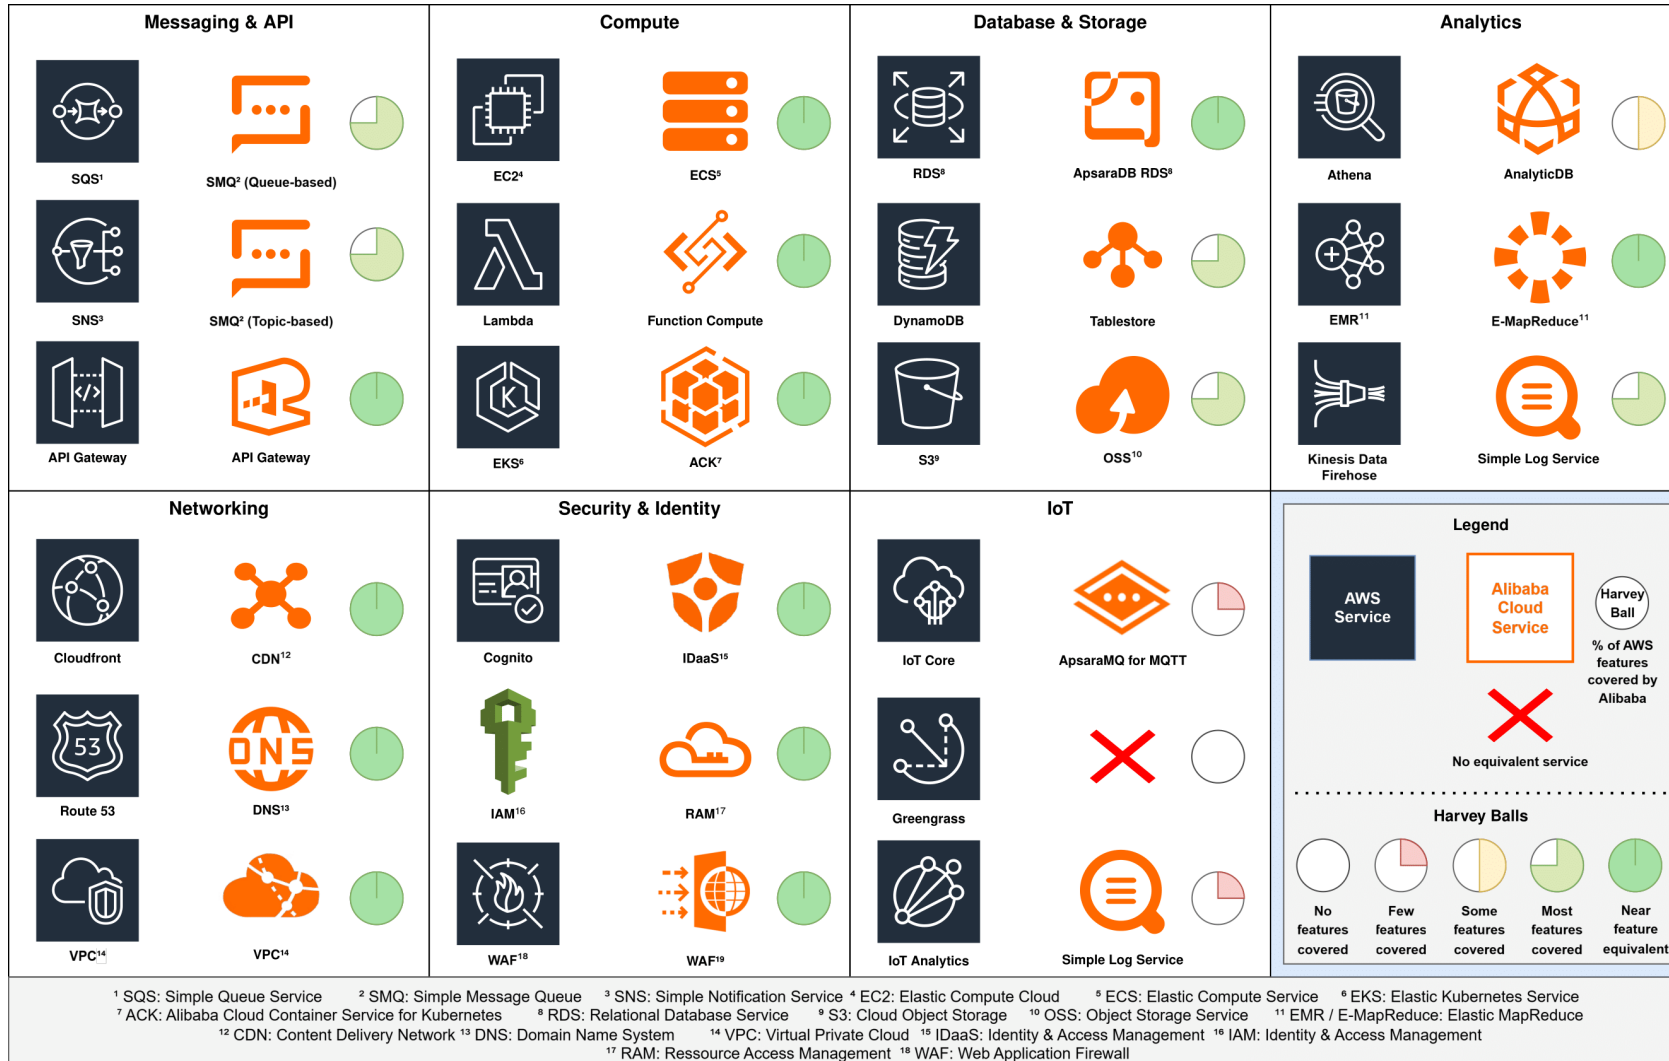 Messaging & API
SQS¹
SMQ² (Queue-based)
SNS³
SMQ² (Topic-based)
API Gateway
API Gateway
Compute
EC2⁴
ECS⁵
Lambda
Function Compute
EKS⁶
ACK⁷
Database & Storage
RDS⁸
ApsaraDB RDS⁸
DynamoDB
Tablestore
S3⁹
OSS¹⁰
Analytics
Athena
AnalyticDB
EMR¹¹
E-MapReduce¹¹
Kinesis Data
Firehose
Simple Log Service
Networking
Cloudfront
CDN¹²
53
Route 53
DNS
DNS¹³
VPC¹⁴
VPC¹⁴
Security & Identity
Cognito
IDaaS¹⁵
IAM¹⁶
RAM¹⁷
WAF¹⁸
WAF¹⁹
IoT
IoT Core
ApsaraMQ for MQTT
Greengrass
IoT Analytics
Simple Log Service
Legend
AWS
Service
Alibaba
Cloud
Service
Harvey
Ball
% of AWS
features
covered by
Alibaba
No equivalent service
Harvey Balls
No
features
covered
Few
features
covered
Some
features
covered
Most
features
covered
Near
feature
equivalent
¹ SQS: Simple Queue Service ² SMQ: Simple Message Queue ³ SNS: Simple Notification Service ⁴ EC2: Elastic Compute Cloud ⁵ ECS: Elastic Compute Service ⁶ EKS: Elastic Kubernetes Service
⁷ ACK: Alibaba Cloud Container Service for Kubernetes ⁸ RDS: Relational Database Service ⁹ S3: Cloud Object Storage ¹⁰ OSS: Object Storage Service ¹¹ EMR / E-MapReduce: Elastic MapReduce
¹² CDN: Content Delivery Network ¹³ DNS: Domain Name System ¹⁴ VPC: Virtual Private Cloud ¹⁵ IDaaS: Identity & Access Management ¹⁶ IAM: Identity & Access Management
¹⁷ RAM: Ressource Access Management ¹⁸ WAF: Web Application Firewall